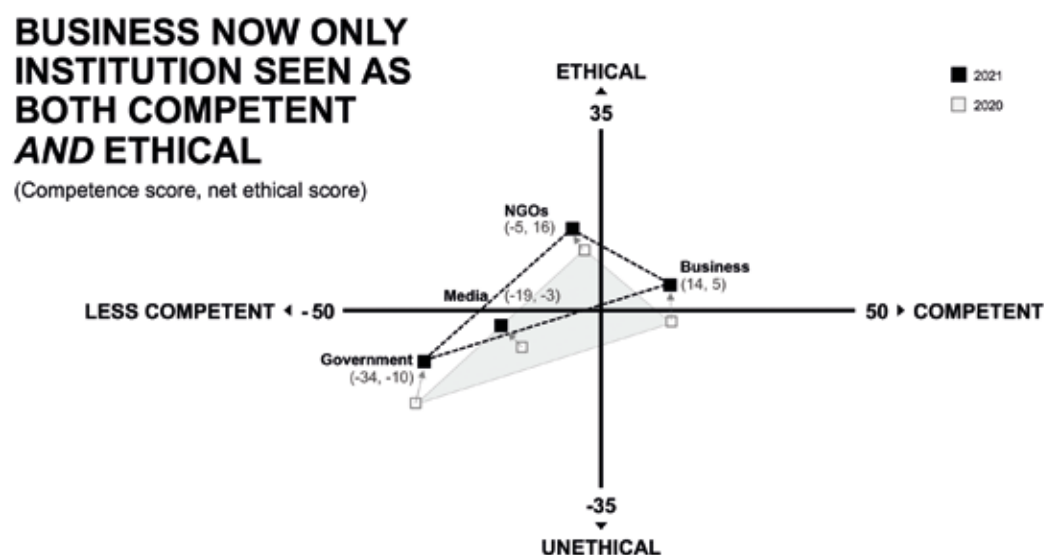 BUSINESS NOW ONLY
INSTITUTION SEEN AS
BOTH COMPETENT
AND ETHICAL
(Competence score, net ethical score)
ETHICAL
35
2021
2020
NGOs
(-5, 16)
Business
(14, 5)
Media
(-19, -3)
LESS COMPETENT
-50
50
COMPETENT
Government
(-34, -10)
-35
UNETHICAL